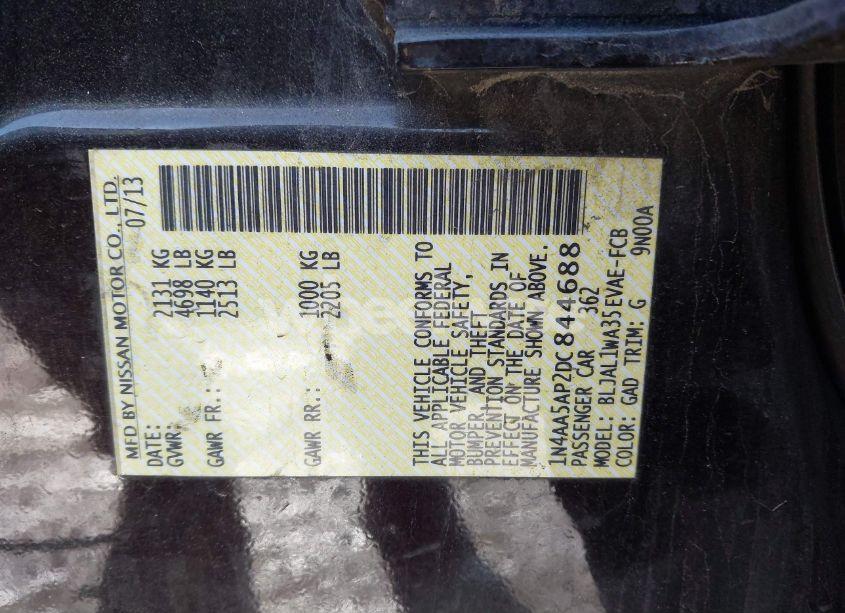 MFD BY NISSAN MOTOR CO., LTD.
DATE: 07/13
GVWR: 2131 KG
4698 LB
GAWR FR.: 1140 KG
2513 LB
GAWR RR.: 1000 KG
2205 LB
THIS VEHICLE CONFORMS TO
ALL APPLICABLE FEDERAL
MOTOR VEHICLE SAFETY,
BUMPER, AND THEFT
PREVENTION STANDARDS IN
EFFECT ON THE DATE OF
MANUFACTURE SHOWN ABOVE.
1N4AA5AP2DC844688
PASSENGER CAR 362
MODEL: BLJAL1WA35EVAE-FCB
COLOR: GAD TRIM: G 9N00A